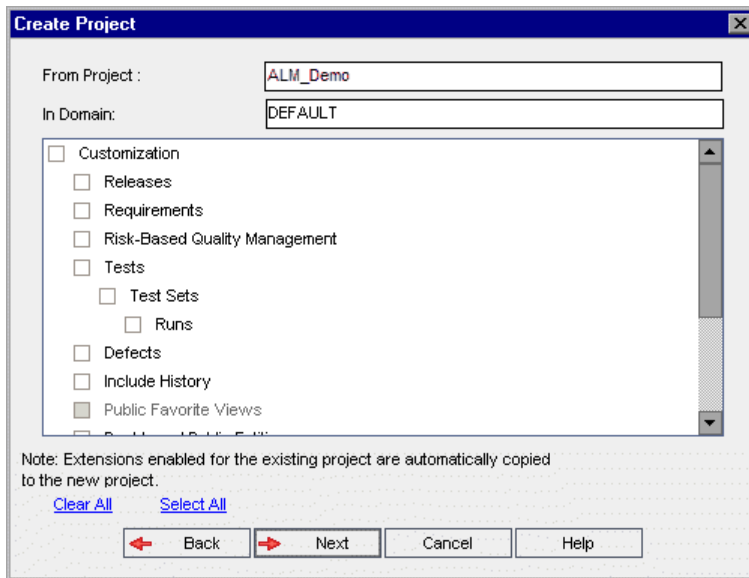 Create Project
From Project :
ALM_Demo
In Domain:
DEFAULT
Customization
Releases
Requirements
Risk-Based Quality Management
Tests
Test Sets
Runs
Defects
Include History
Public Favorite Views
Note: Extensions enabled for the existing project are automatically copied
to the new project.
Clear All Select All
Back Next Cancel Help